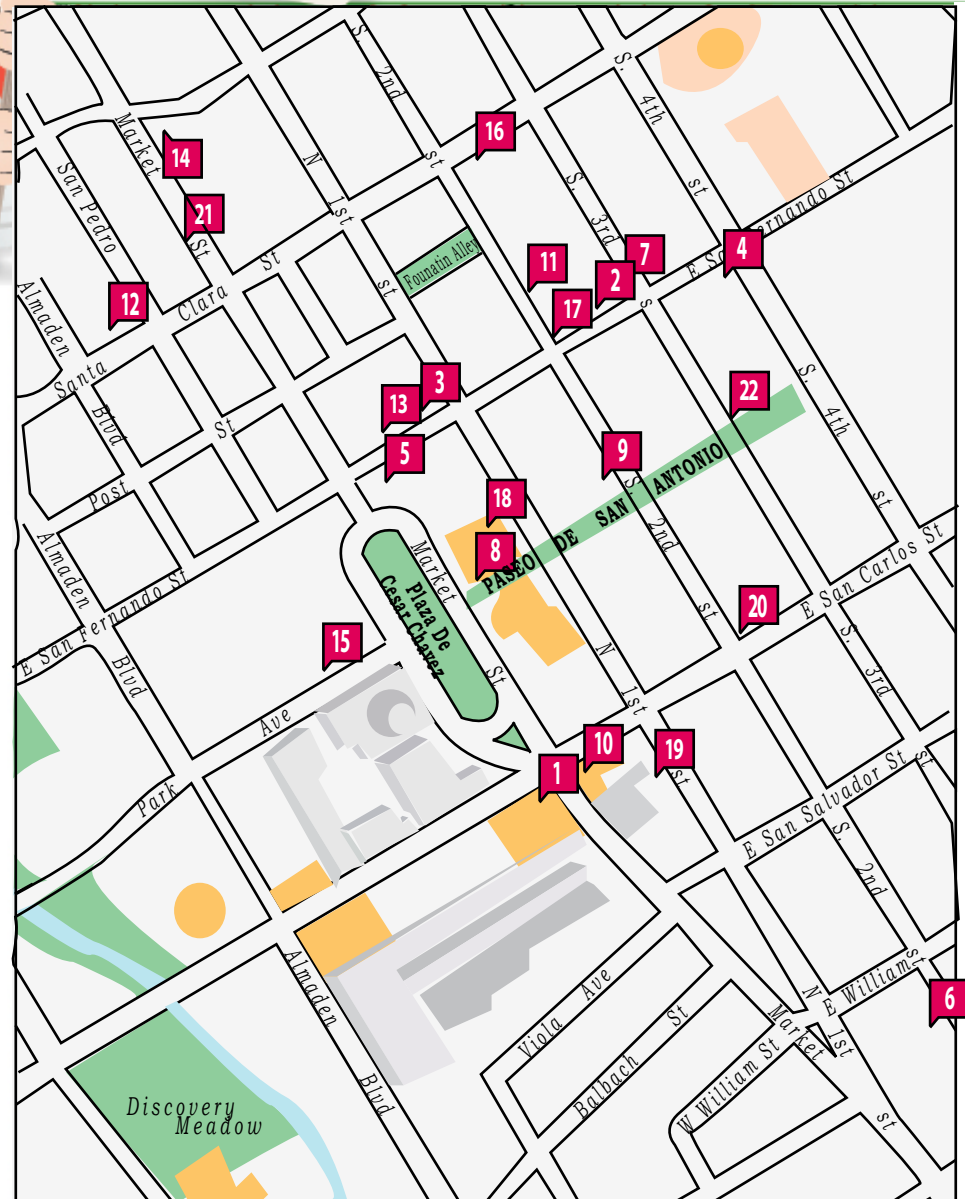 S. 2nd st
S. 4th st
16
Market St
14
San Pedro
N 1st st
S. 3rd s
E San Fernando St
21
4
7
11
2
Founatin Alley
17
12
Santa Clara St
Almaden Blvd
3
13
22
S. 4th st
5
9
Post St
18
PASEO DE SAN ANTONIO
8
S. 2nd st
Market St
Plaza De
Cesar Chavez
Almaden Blvd
E San Fernando St
E San Carlos St
20
15
N 1st st
S. 3rd st
Park Ave
10
19
1
E San Salvador St
S. 2nd st
Almaden Blvd
E William
6
N 1st st
Market
Viola Ave
Balbach St
W William St
Discovery
Meadow